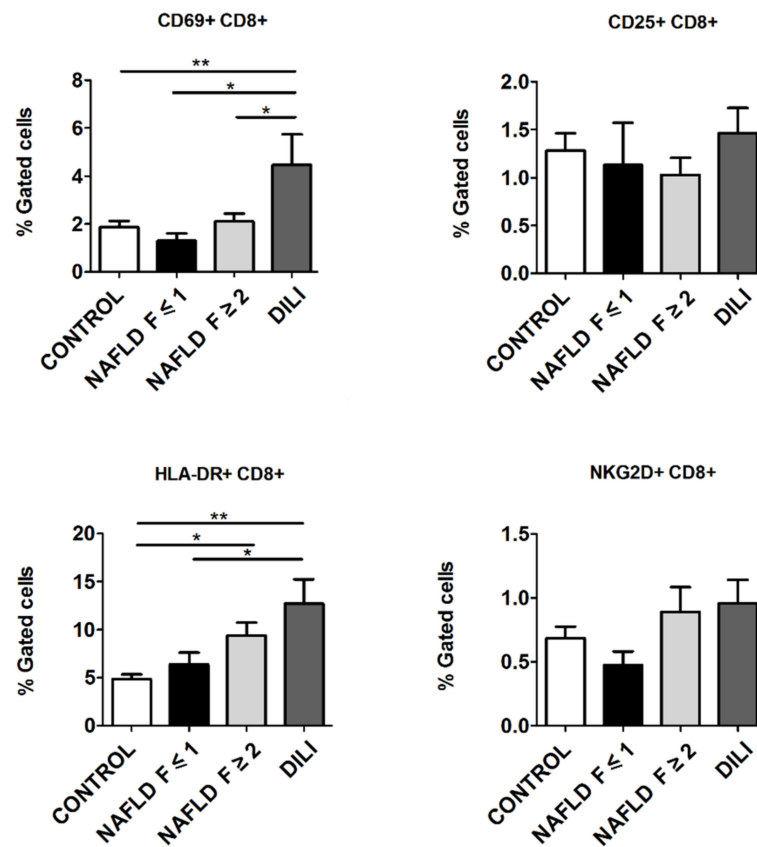 CD69+ CD8+
**
*
*
8
6
4
2
0
% Gated cells
CONTROL
NAFLD F ≤ 1
NAFLD F ≥ 2
DILI
CD25+ CD8+
2.0
1.5
1.0
0.5
0.0
% Gated cells
CONTROL
NAFLD F ≤ 1
NAFLD F ≥ 2
DILI
HLA-DR+ CD8+
**
*
*
20
15
10
5
0
% Gated cells
CONTROL
NAFLD F ≤ 1
NAFLD F ≥ 2
DILI
NKG2D+ CD8+
1.5
1.0
0.5
0.0
% Gated cells
CONTROL
NAFLD F ≤ 1
NAFLD F ≥ 2
DILI